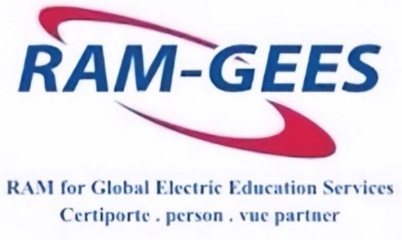 RAM-GEES
RAM for Global Electric Education Services
Certiporte . person . vue partner